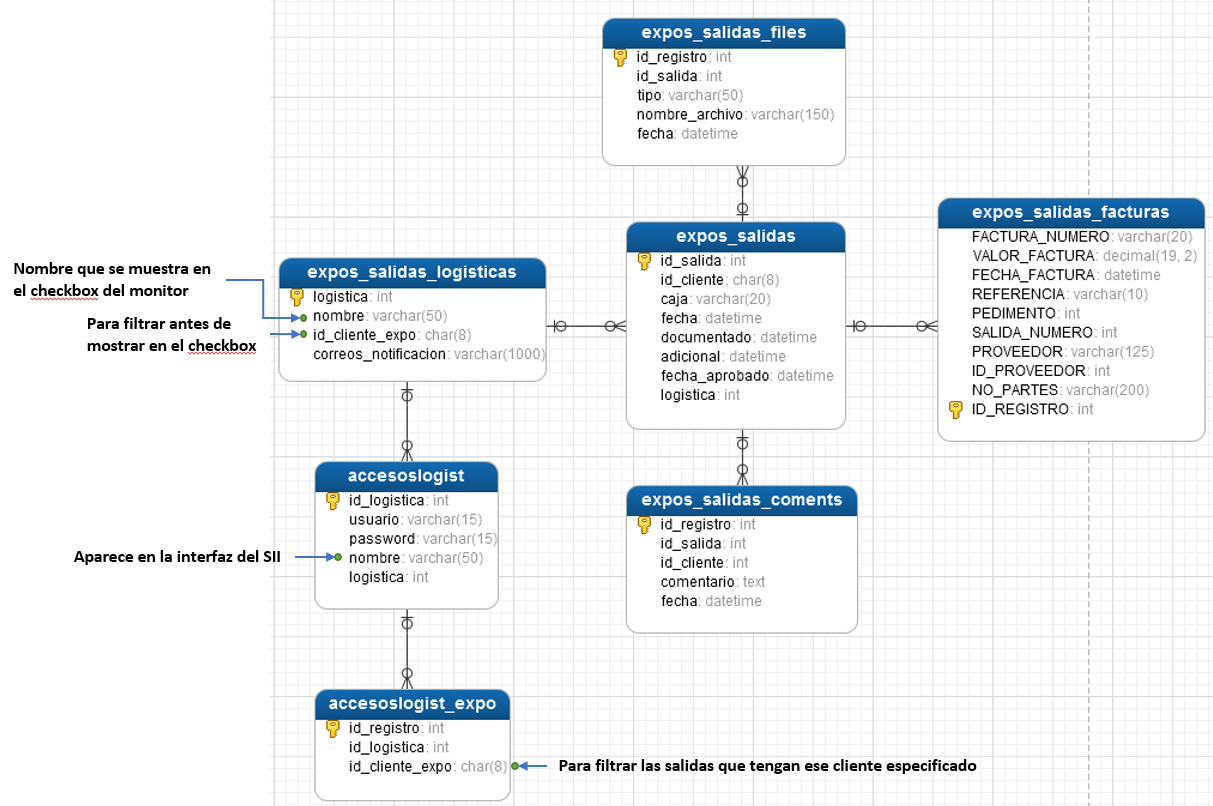 expos_salidas_files
id_registro: int
id_salida: int
tipo: varchar(50)
nombre_archivo: varchar(150)
fecha: datetime
expos_salidas_facturas
FACTURA_NUMERO: varchar(20)
VALOR_FACTURA: decimal(19, 2)
FECHA_FACTURA: datetime
REFERENCIA: varchar(10)
PEDIMENTO: int
SALIDA_NUMERO: int
PROVEEDOR: varchar(125)
ID_PROVEEDOR: int
NO_PARTES: varchar(200)
ID_REGISTRO: int
expos_salidas
id_salida: int
id_cliente: char(8)
caja: varchar(20)
fecha: datetime
documentado: datetime
adicional: datetime
fecha_aprobado: datetime
logistica: int
Nombre que se muestra en
el checkbox del monitor
Para filtrar antes de
mostrar en el checkbox
expos_salidas_logisticas
logistica: int
nombre: varchar(50)
id_cliente_expo: char(8)
correos_notificacion: varchar(1000)
accesoslogist
id_logistica: int
usuario: varchar(15)
password: varchar(15)
nombre: varchar(50)
logistica: int
Aparece en la interfaz del SII
expos_salidas_coments
id_registro: int
id_salida: int
id_cliente: int
comentario: text
fecha: datetime
accesoslogist_expo
id_registro: int
id_logistica: int
id_cliente_expo: char(8)
Para filtrar las salidas que tengan ese cliente especificado